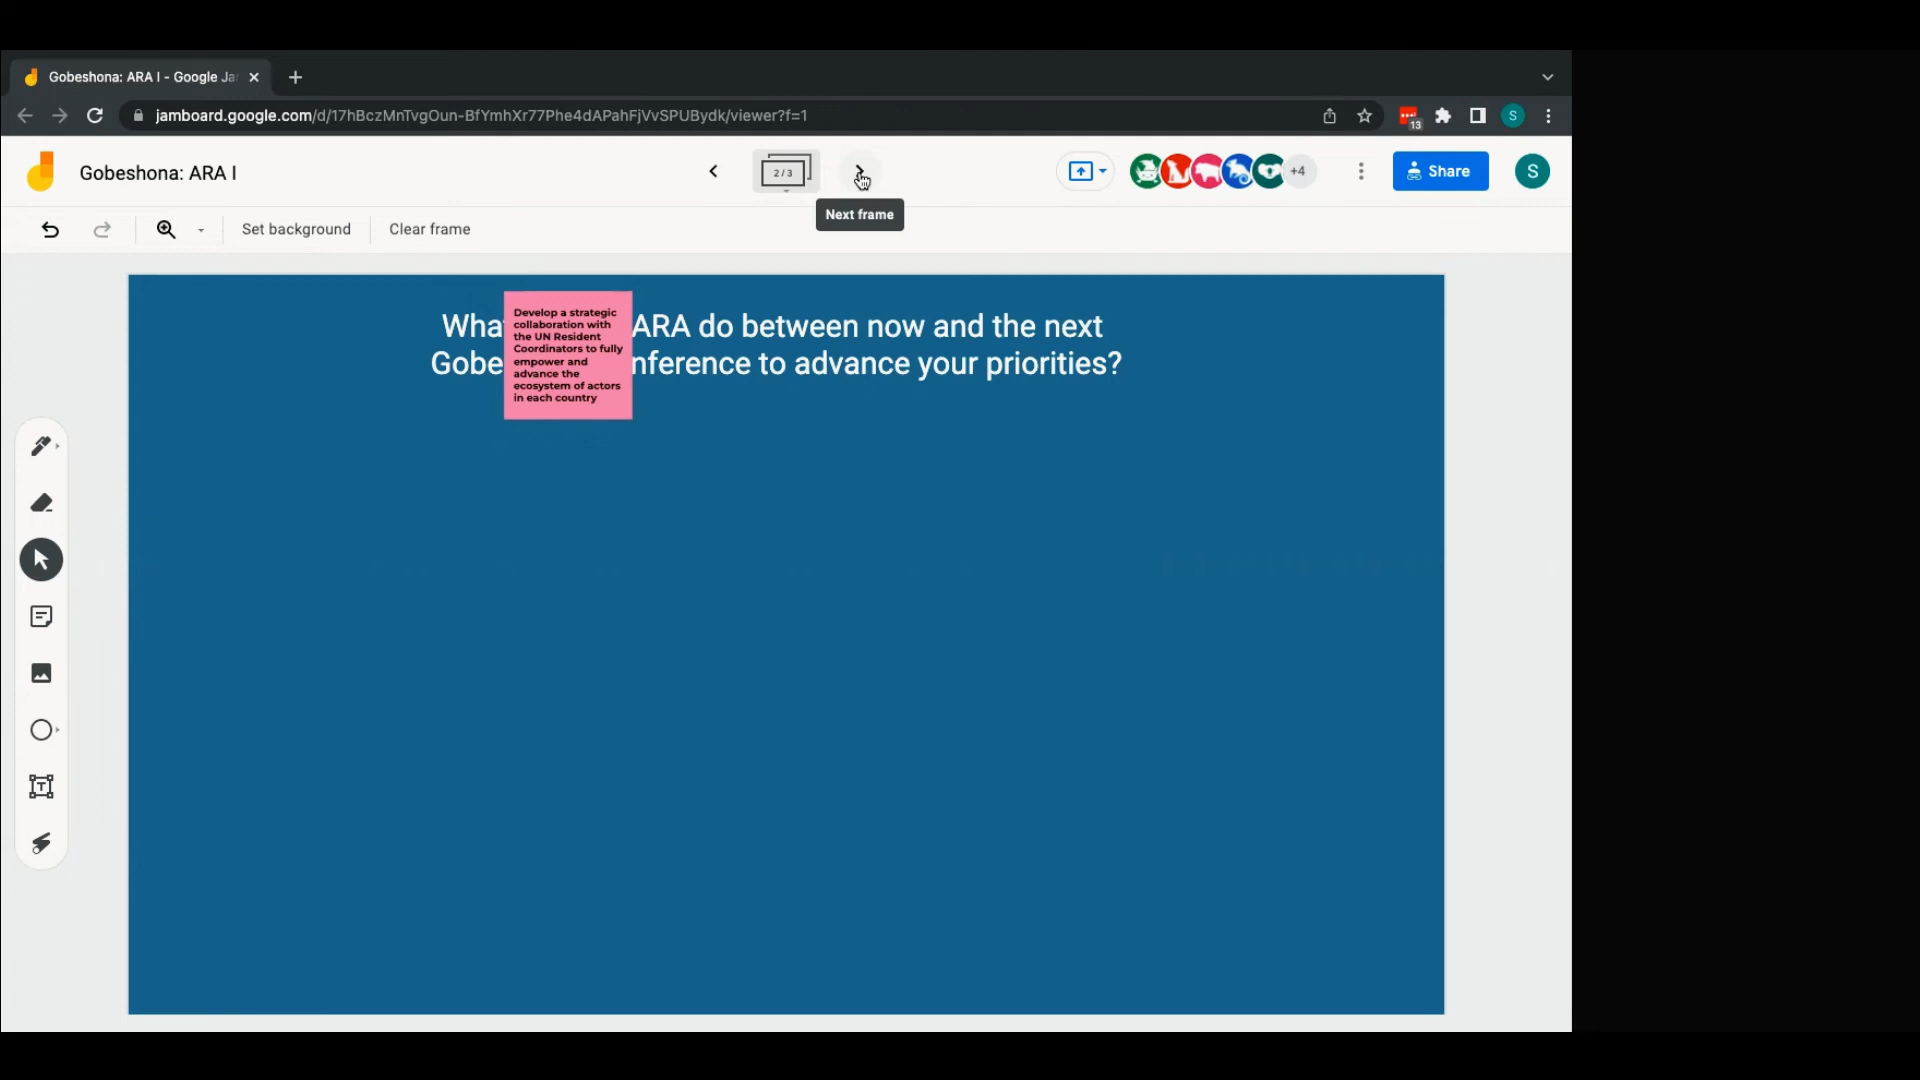 Gobeshona: ARA I - Google Ja
jamboard.google.com/d/17hBczMnTvgOun-BfYmhXr77Phe4dAPahFjVvSPUBydk/viewer?f=1
13
S
Gobeshona: ARA I
2 / 3
+4
Share
S
Next frame
Set background
Clear frame
Wha ARA do between now and the next
Gobe nference to advance your priorities?
Develop a strategic
collaboration with
the UN Resident
Coordinators to fully
empower and
advance the
ecosystem of actors
in each country